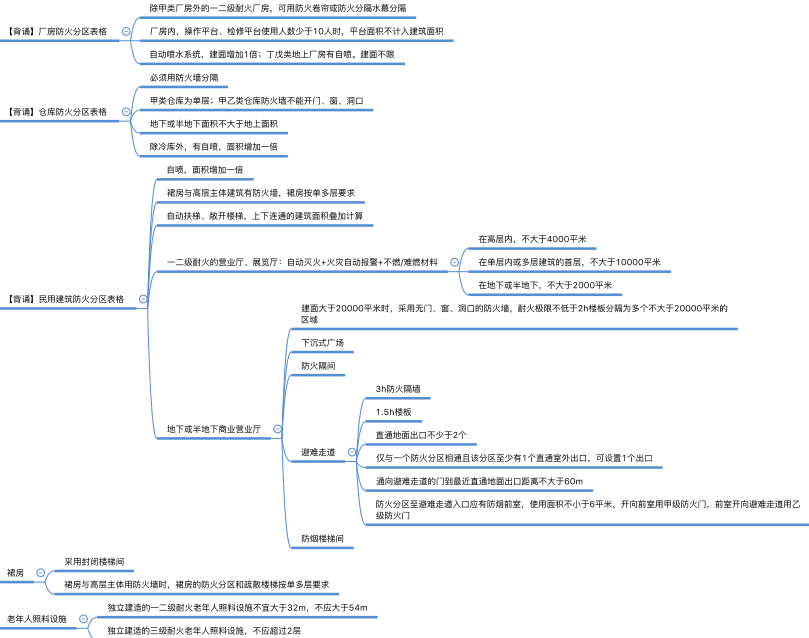 除甲类厂房外的一二级耐火厂房，可用防火卷帘或防火分隔水幕分隔
【背诵】厂房防火分区表格
厂房内，操作平台、检修平台使用人数少于10人时，平台面积不计入建筑面积
自动喷水系统，建面增加1倍；丁戊类地上厂房有自喷。建面不限
必须用防火墙分隔
甲类仓库为单层；甲乙类仓库防火墙不能开门、窗、洞口
【背诵】仓库防火分区表格
地下或半地下面积不大于地上面积
除冷库外，有自喷，面积增加一倍
自喷，面积增加一倍
裙房与高层主体建筑有防火墙，裙房按单多层要求
自动扶梯、敞开楼梯，上下连通的建筑面积叠加计算
一二级耐火的营业厅、展览厅：自动灭火+火灾自动报警+不燃/难燃材料
在高层内，不大于4000平米
在单层内或多层建筑的首层，不大于10000平米
在地下或半地下，不大于2000平米
【背诵】民用建筑防火分区表格
建面大于20000平米时，采用无门、窗、洞口的防火墙，耐火极限不低于2h楼板分隔为多个不大于20000平米的
区域
下沉式广场
防火隔间
地下或半地下商业营业厅
避难走道
3h防火隔墙
1.5h楼板
直通地面出口不少于2个
仅与一个防火分区相通且该分区至少有1个直通室外出口，可设置1个出口
通向避难走道的门到最近直通地面出口距离不大于60m
防火分区至避难走道入口应有防烟前室，使用面积不小于6平米，开向前室用甲级防火门，前室开向避难走道用乙
级防火门
防烟楼梯间
采用封闭楼梯间
裙房
裙房与高层主体用防火墙时，裙房的防火分区和疏散楼梯按单多层要求
独立建造的一二级耐火老年人照料设施不宜大于32m，不应大于54m
老年人照料设施
独立建造的三级耐火老年人照料设施，不应超过2层